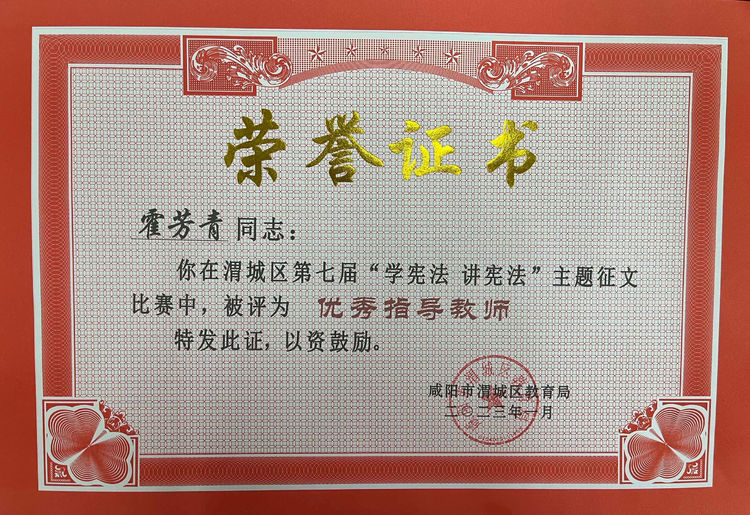 荣誉证书
霍芳青 同志：
你在渭城区第七届“学宪法 讲宪法”主题征文
比赛中，被评为 优秀指导教师
特发此证，以资鼓励。
咸阳市渭城区教育局
二〇二三年一月